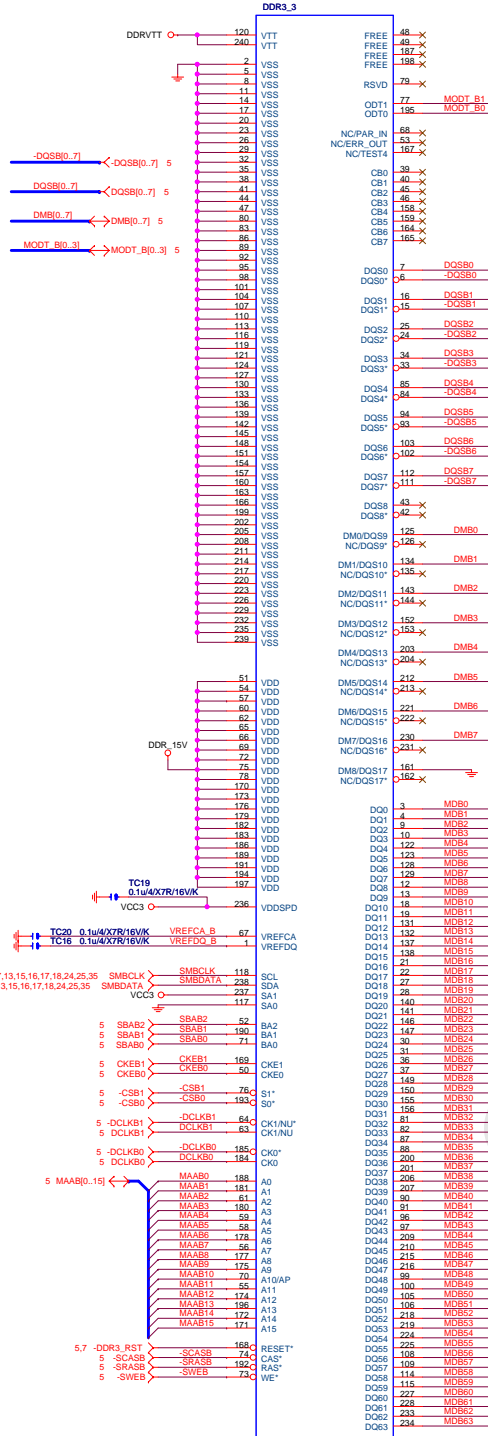 DDR3_3
DDRVTT
120 VTT
240 VTT
2 VSS
5 VSS
8 VSS
11 VSS
14 VSS
17 VSS
20 VSS
23 VSS
26 VSS
29 VSS
32 VSS
35 VSS
38 VSS
41 VSS
44 VSS
47 VSS
80 VSS
83 VSS
86 VSS
89 VSS
92 VSS
95 VSS
98 VSS
101 VSS
104 VSS
107 VSS
110 VSS
113 VSS
116 VSS
119 VSS
121 VSS
124 VSS
127 VSS
130 VSS
133 VSS
136 VSS
139 VSS
142 VSS
145 VSS
148 VSS
151 VSS
154 VSS
157 VSS
160 VSS
163 VSS
166 VSS
199 VSS
202 VSS
205 VSS
208 VSS
211 VSS
214 VSS
217 VSS
220 VSS
223 VSS
226 VSS
229 VSS
232 VSS
235 VSS
239 VSS
-DQSB[0..7] -DQSB[0..7] 5
DQSB[0..7] DQSB[0..7] 5
DMB[0..7] DMB[0..7] 5
MODT_B[0..3] MODT_B[0..3] 5
51 VDD
54 VDD
57 VDD
60 VDD
62 VDD
65 VDD
66 VDD
69 VDD
72 VDD
75 VDD
78 VDD
170 VDD
173 VDD
176 VDD
179 VDD
182 VDD
183 VDD
186 VDD
189 VDD
191 VDD
194 VDD
197 VDD
DDR_15V
TC19
0.1u/4/X7R/16V/K
VCC3 236 VDDSPD
TC20 0.1u/4/X7R/16V/K VREFCA_B 67 VREFCA
TC16 0.1u/4/X7R/16V/K VREFDQ_B 1 VREFDQ
7,13,15,16,17,18,24,25,35 SMBCLK SMBCLK 118 SCL
3,15,16,17,18,24,25,35 SMBDATA SMBDATA 238 SDA
VCC3 237 SA1
117 SA0
5 SBAB2 SBAB2 52 BA2
5 SBAB1 SBAB1 190 BA1
5 SBAB0 SBAB0 71 BA0
5 CKEB1 CKEB1 169 CKE1
5 CKEB0 CKEB0 50 CKE0
5 -CSB1 -CSB1 76 S1*
5 -CSB0 -CSB0 193 S0*
5 -DCLKB1 -DCLKB1 64 CK1/NU*
5 DCLKB1 DCLKB1 63 CK1/NU
5 -DCLKB0 -DCLKB0 185 CK0*
5 DCLKB0 DCLKB0 184 CK0
5 MAAB[0..15]
MAAB0 188 A0
MAAB1 181 A1
MAAB2 61 A2
MAAB3 180 A3
MAAB4 59 A4
MAAB5 58 A5
MAAB6 178 A6
MAAB7 56 A7
MAAB8 177 A8
MAAB9 175 A9
MAAB10 70 A10/AP
MAAB11 55 A11
MAAB12 174 A12
MAAB13 196 A13
MAAB14 172 A14
MAAB15 171 A15
5,7 -DDR3_RST 168 RESET*
5 -SCASB -SCASB 74 CAS*
5 -SRASB -SRASB 192 RAS*
5 -SWEB -SWEB 73 WE*
FREE 48
FREE 49
FREE 187
FREE 198
RSVD 79
ODT1 77 MODT_B1
ODT0 195 MODT_B0
NC/PAR_IN 68
NC/ERR_OUT 53
NC/TEST4 167
CB0 39
CB1 40
CB2 45
CB3 46
CB4 158
CB5 159
CB6 164
CB7 165
DQS0 7 DQSB0
DQS0* 6 -DQSB0
DQS1 16 DQSB1
DQS1* 15 -DQSB1
DQS2 25 DQSB2
DQS2* 24 -DQSB2
DQS3 34 DQSB3
DQS3* 33 -DQSB3
DQS4 85 DQSB4
DQS4* 84 -DQSB4
DQS5 94 DQSB5
DQS5* 93 -DQSB5
DQS6 103 DQSB6
DQS6* 102 -DQSB6
DQS7 112 DQSB7
DQS7* 111 -DQSB7
DQS8 43
DQS8* 42
DM0/DQS9 125 DMB0
NC/DQS9* 126
DM1/DQS10 134 DMB1
NC/DQS10* 135
DM2/DQS11 143 DMB2
NC/DQS11* 144
DM3/DQS12 152 DMB3
NC/DQS12* 153
DM4/DQS13 203 DMB4
NC/DQS13* 204
DM5/DQS14 212 DMB5
NC/DQS14* 213
DM6/DQS15 221 DMB6
NC/DQS15* 222
DM7/DQS16 230 DMB7
NC/DQS16* 231
DM8/DQS17 161
NC/DQS17* 162
DQ0 3 MDB0
DQ1 4 MDB1
DQ2 9 MDB2
DQ3 10 MDB3
DQ4 122 MDB4
DQ5 123 MDB5
DQ6 128 MDB6
DQ7 129 MDB7
DQ8 12 MDB8
DQ9 13 MDB9
DQ10 18 MDB10
DQ11 19 MDB11
DQ12 131 MDB12
DQ13 132 MDB13
DQ14 137 MDB14
DQ15 138 MDB15
DQ16 21 MDB16
DQ17 22 MDB17
DQ18 27 MDB18
DQ19 28 MDB19
DQ20 140 MDB20
DQ21 141 MDB21
DQ22 146 MDB22
DQ23 147 MDB23
DQ24 30 MDB24
DQ25 31 MDB25
DQ26 36 MDB26
DQ27 37 MDB27
DQ28 149 MDB28
DQ29 150 MDB29
DQ30 155 MDB30
DQ31 156 MDB31
DQ32 81 MDB32
DQ33 82 MDB33
DQ34 87 MDB34
DQ35 88 MDB35
DQ36 200 MDB36
DQ37 201 MDB37
DQ38 206 MDB38
DQ39 207 MDB39
DQ40 90 MDB40
DQ41 91 MDB41
DQ42 96 MDB42
DQ43 97 MDB43
DQ44 209 MDB44
DQ45 210 MDB45
DQ46 215 MDB46
DQ47 216 MDB47
DQ48 99 MDB48
DQ49 100 MDB49
DQ50 105 MDB50
DQ51 106 MDB51
DQ52 218 MDB52
DQ53 219 MDB53
DQ54 224 MDB54
DQ55 225 MDB55
DQ56 108 MDB56
DQ57 109 MDB57
DQ58 114 MDB58
DQ59 115 MDB59
DQ60 227 MDB60
DQ61 228 MDB61
DQ62 233 MDB62
DQ63 234 MDB63